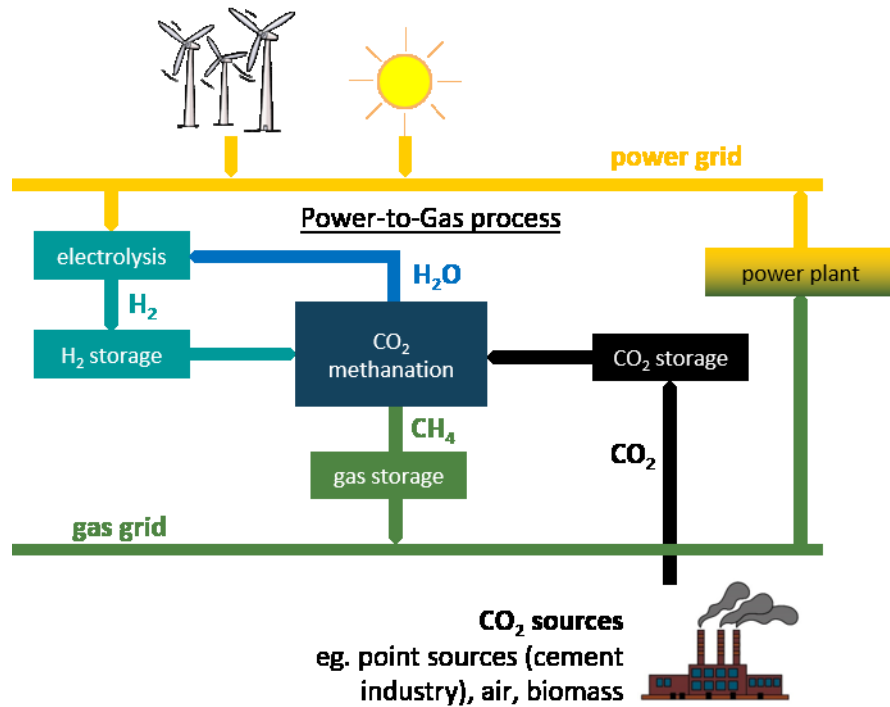 power grid
Power-to-Gas process
electrolysis
H₂O
power plant
H₂
H₂ storage
CO₂
methanation
CO₂ storage
CH₄
CO₂
gas storage
gas grid
CO₂ sources
eg. point sources (cement
industry), air, biomass